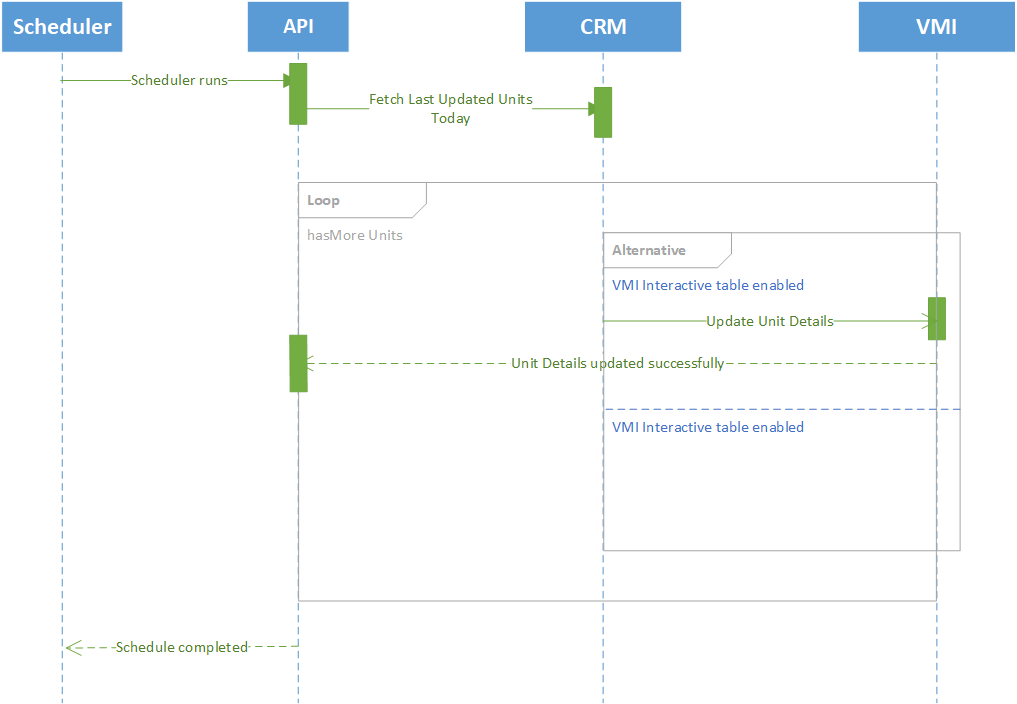 Scheduler
API
CRM
VMI
Scheduler runs
Fetch Last Updated Units
Today
Loop
hasMore Units
Alternative
VMI Interactive table enabled
Update Unit Details
Unit Details updated successfully
VMI Interactive table enabled
Schedule completed